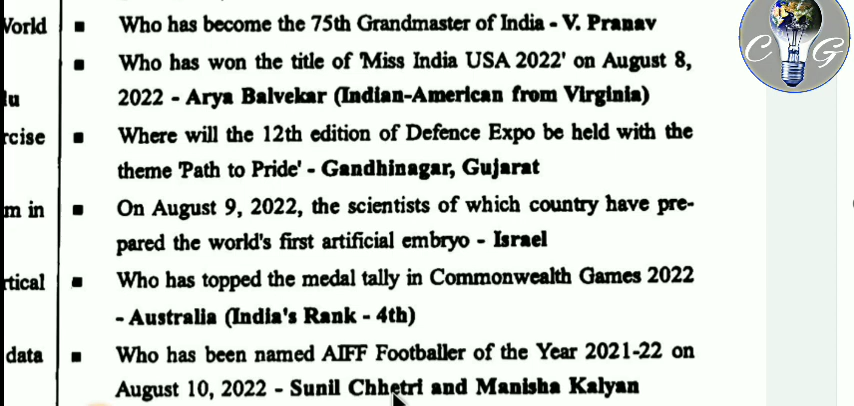 World
■ Who has become the 75th Grandmaster of India - V. Pranav
■ Who has won the title of 'Miss India USA 2022' on August 8,
lu
2022 - Arya Balvekar (Indian-American from Virginia)
rcise
■ Where will the 12th edition of Defence Expo be held with the
theme 'Path to Pride' - Gandhinagar, Gujarat
m in
■ On August 9, 2022, the scientists of which country have pre-
pared the world's first artificial embryo - Israel
rtical
■ Who has topped the medal tally in Commonwealth Games 2022
- Australia (India's Rank - 4th)
data
■ Who has been named AIFF Footballer of the Year 2021-22 on
August 10, 2022 - Sunil Chhetri and Manisha Kalyan
C G